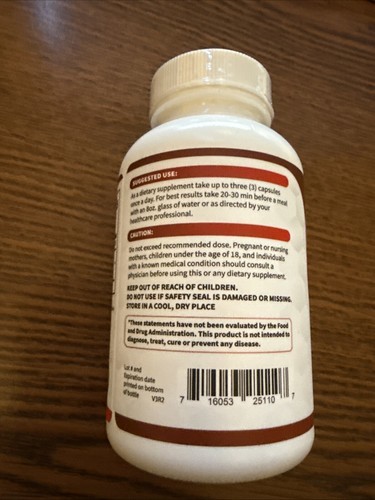 SUGGESTED USE:
As a dietary supplement take up to three (3) capsules
once a day. For best results take 20-30 min before a meal
with an 8oz. glass of water or as directed by your
healthcare professional.
CAUTION:
Do not exceed recommended dose. Pregnant or nursing
mothers, children under the age of 18, and individuals
with a known medical condition should consult a
physician before using this or any dietary supplement.
KEEP OUT OF REACH OF CHILDREN.
DO NOT USE IF SAFETY SEAL IS DAMAGED OR MISSING.
STORE IN A COOL, DRY PLACE
*These statements have not been evaluated by the Food
and Drug Administration. This product is not intended to
diagnose, treat, cure or prevent any disease.
Lot # and
Expiration date
printed on bottom
of bottle
V3R2
7 16053 25110 7